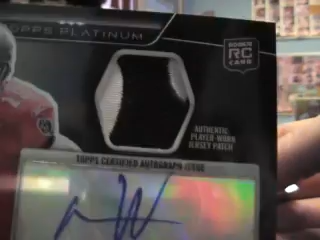 TOPPS PLATINUM
ROOKIE
RC
CARD
AUTHENTIC
PLAYER-WORN
JERSEY PATCH
TOPPS CERTIFIED AUTOGRAPH ISSUE